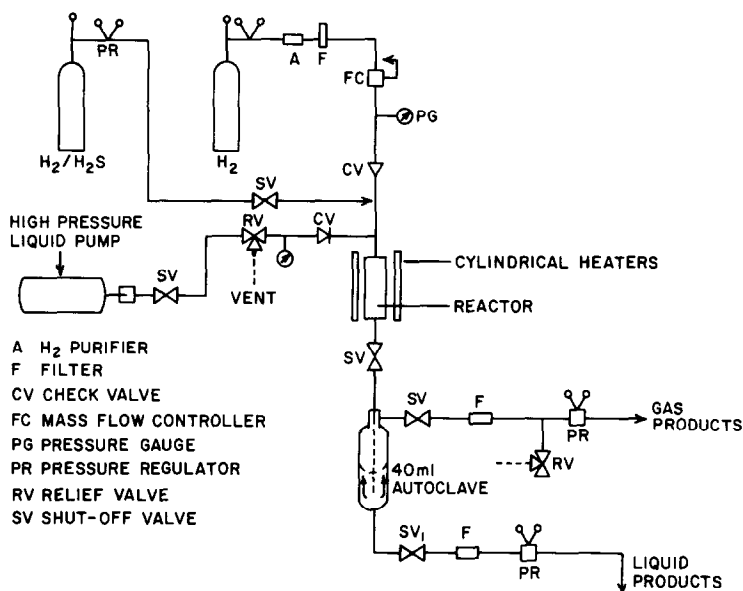 PR
A
F
FC
PG
H2/H2S
H2
CV
SV
HIGH PRESSURE
LIQUID PUMP
RV
CV
SV
VENT
CYLINDRICAL HEATERS
REACTOR
SV
A H2 PURIFIER
F FILTER
CV CHECK VALVE
FC MASS FLOW CONTROLLER
PG PRESSURE GAUGE
PR PRESSURE REGULATOR
RV RELIEF VALVE
SV SHUT-OFF VALVE
SV
F
PR
GAS
PRODUCTS
RV
40ml
AUTOCLAVE
SV1
F
PR
LIQUID
PRODUCTS